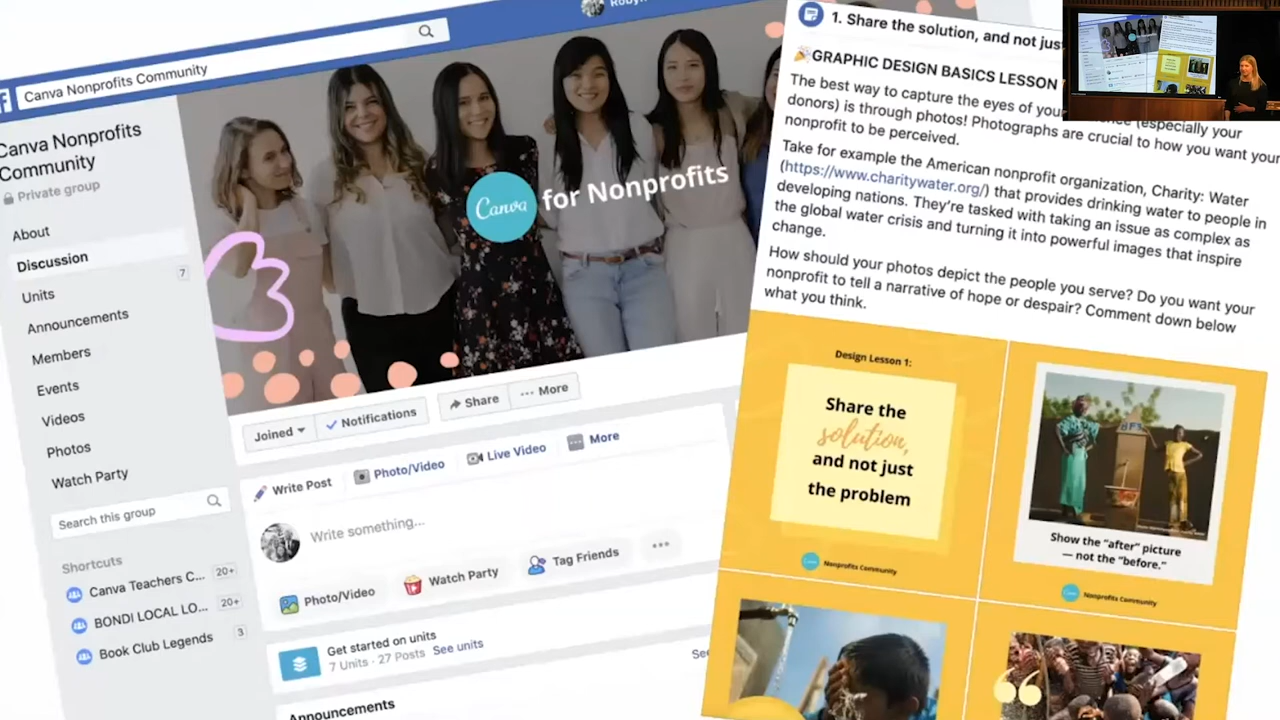 Canva Nonprofits Community
Canva Nonprofits
Community
Private group
About
Discussion
Units
7
Announcements
Members
Events
Videos
Photos
Watch Party
Search this group
Shortcuts
Canva Teachers C... 20+
BONDI LOCAL LO... 20+
Book Club Legends 3
Canva for Nonprofits
Joined
Notifications
Share
More
Write Post
Photo/Video
Live Video
More
Write something...
Photo/Video
Watch Party
Tag Friends
Get started on units
7 Units · 27 Posts See units
Announcements
1. Share the solution, and not just
GRAPHIC DESIGN BASICS LESSON
The best way to capture the eyes of your (especially your
donors) is through photos! Photographs are crucial to how you want your
nonprofit to be perceived.
Take for example the American nonprofit organization, Charity: Water
(https://www.charitywater.org/) that provides drinking water to people in
developing nations. They're tasked with taking an issue as complex as
the global water crisis and turning it into powerful images that inspire
change.
How should your photos depict the people you serve? Do you want your
nonprofit to tell a narrative of hope or despair? Comment down below
what you think.
Design Lesson 1:
Share the
solution,
and not just
the problem
Canva Nonprofits Community
Show the "after" picture
— not the "before."
Canva Nonprofits Community